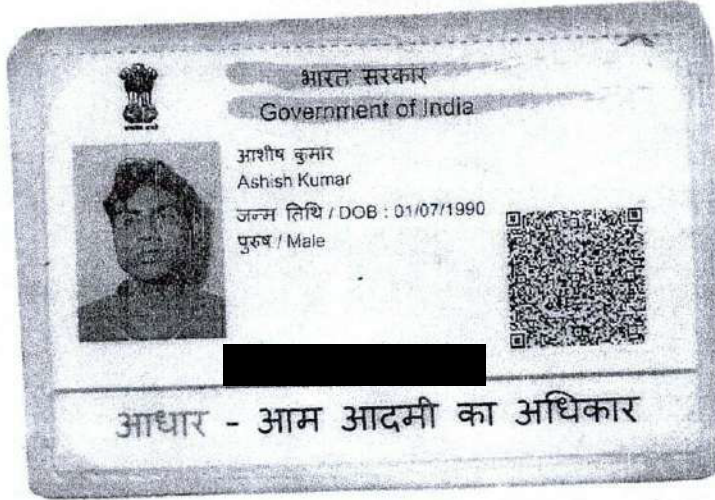 भारत सरकार
Government of India
आशीष कुमार
Ashish Kumar
जन्म तिथि / DOB : 01/07/1990
पुरुष / Male
आधार - आम आदमी का अधिकार